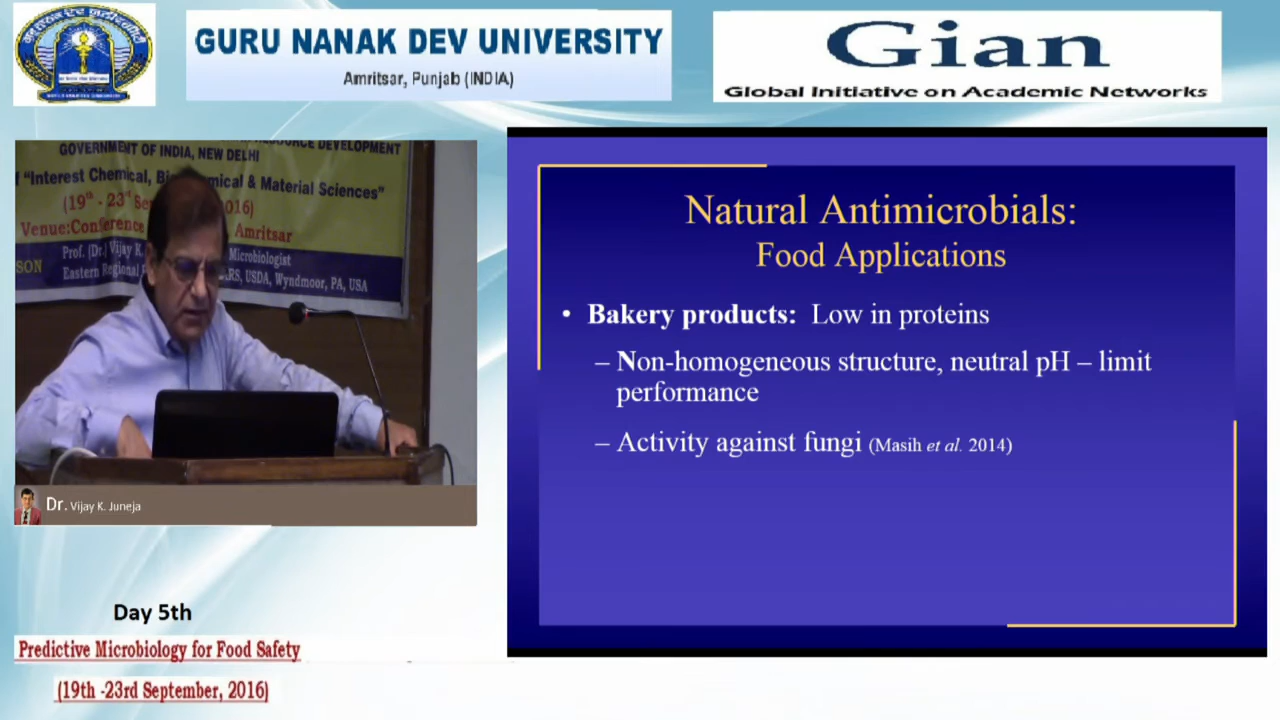 GURU NANAK DEV UNIVERSITY
Amritsar, Punjab (INDIA)
Gian
Global Initiative on Academic Networks
GOVERNMENT OF INDIA, NEW DELHI RESOURCE DEVELOPMENT
"Interest Chemical, mical & Material Sciences"
(19th - 23rd Se 2016)
Venue:Conference , Amritsar
Prof. (Dr.) Vijay K. Microbiologist
SON Eastern Regional ARS, USDA, Wyndmoor, PA, USA
Dr. Vijay K. Juneja
Natural Antimicrobials:
Food Applications
• Bakery products: Low in proteins
– Non-homogeneous structure, neutral pH – limit
performance
– Activity against fungi (Masih et al. 2014)
Day 5th
Predictive Microbiology for Food Safety
(19th -23rd September, 2016)